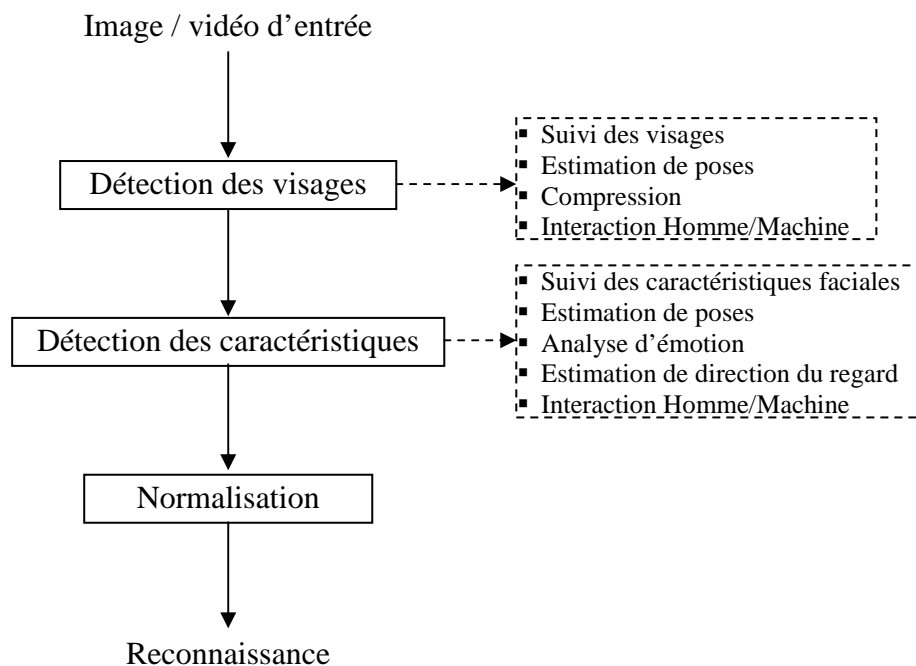 Image / vidéo d’entrée
Détection des visages
▪ Suivi des visages
▪ Estimation de poses
▪ Compression
▪ Interaction Homme/Machine
Détection des caractéristiques
▪ Suivi des caractéristiques faciales
▪ Estimation de poses
▪ Analyse d’émotion
▪ Estimation de direction du regard
▪ Interaction Homme/Machine
Normalisation
Reconnaissance